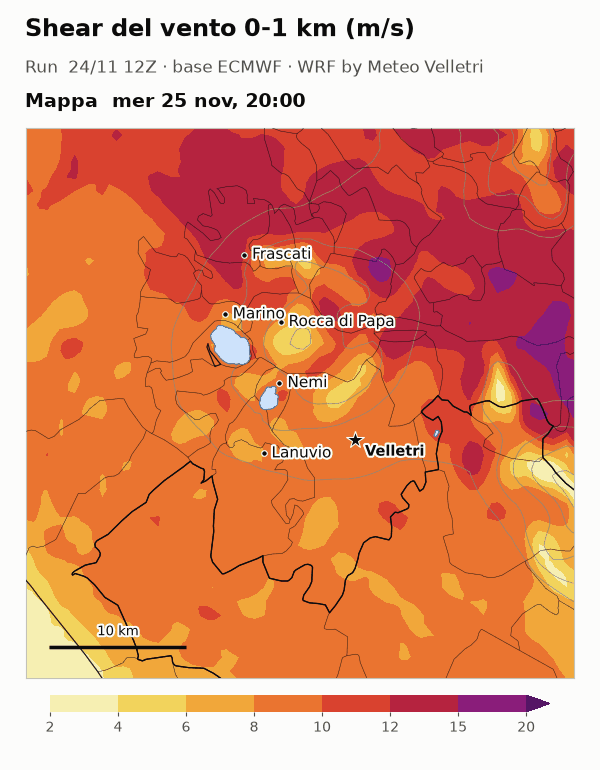 Shear del vento 0-1 km (m/s)
Run  24/11 12Z · base ECMWF · WRF by Meteo Velletri
Mappa  mer 25 nov, 20:00
Frascati
Marino
Rocca di Papa
Nemi
Velletri
Lanuvio
10 km
2 4 6 8 10 12 15 20